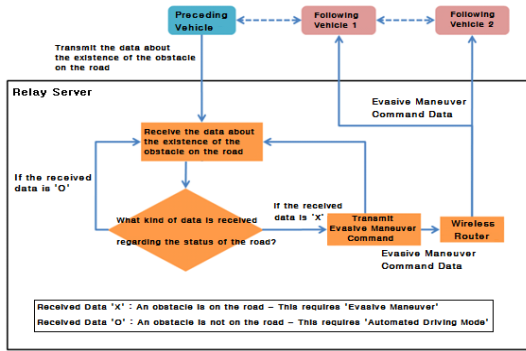 Preceding
Vehicle
Following
Vehicle 1
Following
Vehicle 2
Transmit the data about
the existence of the obstacle
on the road
Relay Server
Evasive Maneuver
Command Data
Receive the data about
the existence of the
obstacle on the road
If the received
data is 'O'
If the received
data is 'X'
What kind of data is received
regarding the status of the road?
Transmit
Evasive Maneuver
Command
Wireless
Router
Evasive Maneuver
Command Data
Received Data 'X' : An obstacle is on the road – This requires 'Evasive Maneuver'
Received Data 'O' : An obstacle is not on the road – This requires 'Automated Driving Mode'